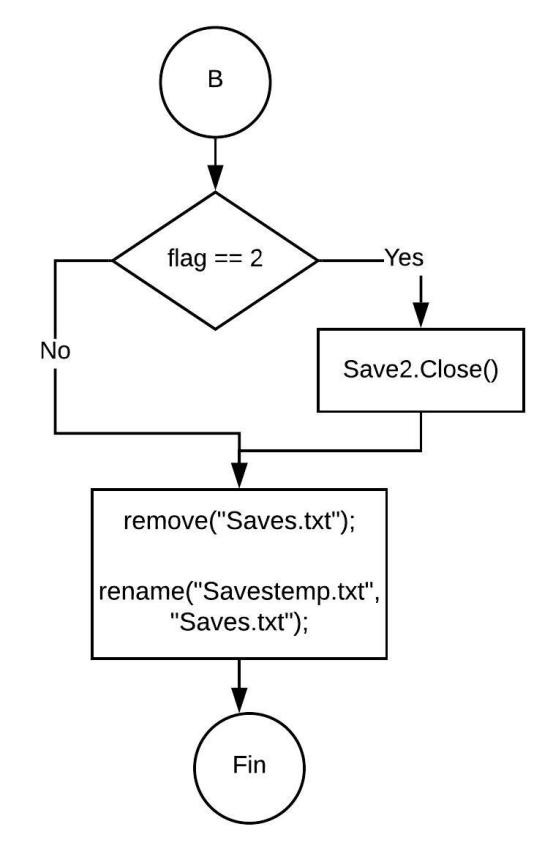 B
flag == 2
Yes
No
Save2.Close()
remove("Saves.txt");
rename("Savestemp.txt",
"Saves.txt");
Fin